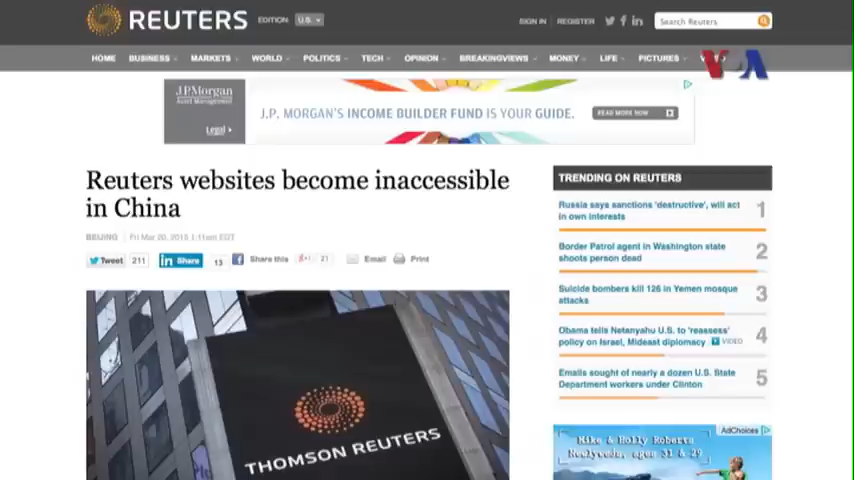 REUTERS
EDITION: U.S.
SIGN IN REGISTER
Search Reuters
HOME BUSINESS MARKETS WORLD POLITICS TECH OPINION BREAKINGVIEWS MONEY LIFE PICTURES
VOA
J.P.Morgan
Asset Management
Legal
J.P. MORGAN'S INCOME BUILDER FUND IS YOUR GUIDE.
READ MORE NOW
Reuters websites become inaccessible
in China
BEIJING Fri Mar 20, 2015 1:11am EDT
Tweet 211 in Share 13 Share this +1 21 Email Print
THOMSON REUTERS
TRENDING ON REUTERS
Russia says sanctions 'destructive', will act
in own interests 1
Border Patrol agent in Washington state
shoots person dead 2
Suicide bombers kill 126 in Yemen mosque
attacks 3
Obama tells Netanyahu U.S. to 'reassess'
policy on Israel, Mideast diplomacy VIDEO 4
Emails sought of nearly a dozen U.S. State
Department workers under Clinton 5
AdChoices
Mike & Holly Roberts
Newlyweds, ages 31 & 29